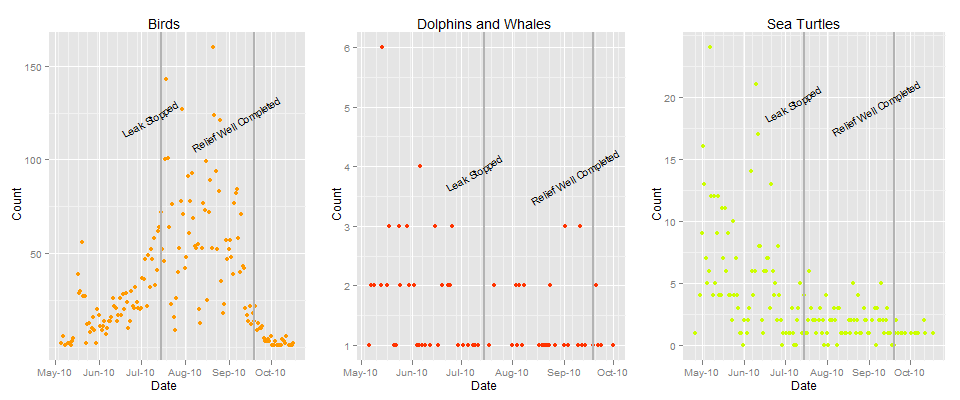 Birds
Count
150
100
50
Leak Stopped
Relief Well Completed
May-10 Jun-10 Jul-10 Aug-10 Sep-10 Oct-10
Date
Dolphins and Whales
Count
6
5
4
3
2
1
Leak Stopped
Relief Well Completed
May-10 Jun-10 Jul-10 Aug-10 Sep-10 Oct-10
Date
Sea Turtles
Count
20
15
10
5
0
Leak Stopped
Relief Well Completed
May-10 Jun-10 Jul-10 Aug-10 Sep-10 Oct-10
Date